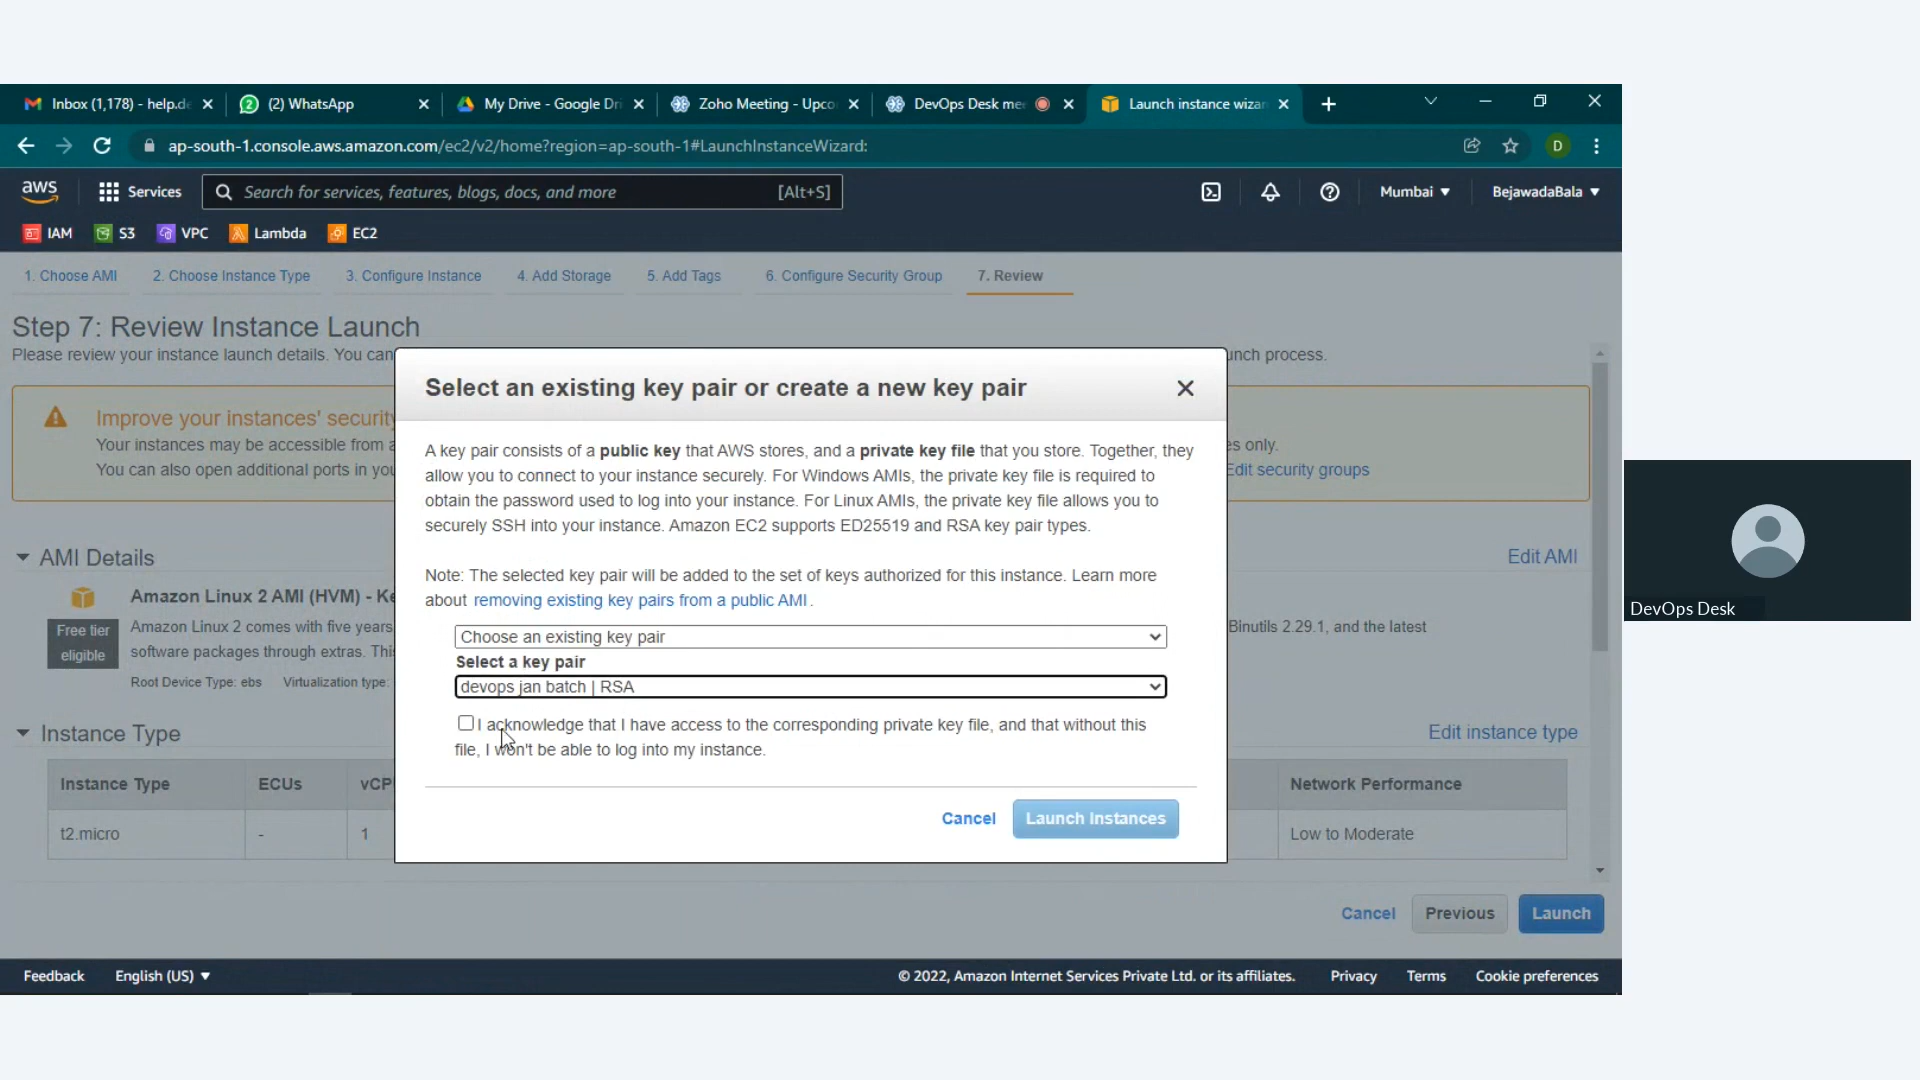 Inbox (1,178) - help.de
(2) WhatsApp
My Drive - Google Dri
Zoho Meeting - Upco
DevOps Desk mee
Launch instance wizar
ap-south-1.console.aws.amazon.com/ec2/v2/home?region=ap-south-1#LaunchInstanceWizard:
D
aws
Services
Search for services, features, blogs, docs, and more
[Alt+S]
Mumbai
BejawadaBala
IAM
S3
VPC
Lambda
EC2
1. Choose AMI
2. Choose Instance Type
3. Configure Instance
4. Add Storage
5. Add Tags
6. Configure Security Group
7. Review
Step 7: Review Instance Launch
Please review your instance launch details. You can
unch process.
Improve your instances' security
Your instances may be accessible from a
es only.
You can also open additional ports in you
Edit security groups
Select an existing key pair or create a new key pair
A key pair consists of a public key that AWS stores, and a private key file that you store. Together, they
allow you to connect to your instance securely. For Windows AMIs, the private key file is required to
obtain the password used to log into your instance. For Linux AMIs, the private key file allows you to
securely SSH into your instance. Amazon EC2 supports ED25519 and RSA key pair types.
Note: The selected key pair will be added to the set of keys authorized for this instance. Learn more
about removing existing key pairs from a public AMI .
Choose an existing key pair
Select a key pair
devops jan batch | RSA
I acknowledge that I have access to the corresponding private key file, and that without this
file, I won't be able to log into my instance.
Cancel
Launch Instances
AMI Details
Edit AMI
Amazon Linux 2 AMI (HVM) - Ke
Free tier
eligible
Amazon Linux 2 comes with five years
Binutils 2.29.1, and the latest
software packages through extras. This
Root Device Type: ebs
Virtualization type:
Instance Type
Edit instance type
Instance Type
ECUs
vCP
Network Performance
t2.micro
-
1
Low to Moderate
Cancel
Previous
Launch
Feedback
English (US)
© 2022, Amazon Internet Services Private Ltd. or its affiliates.
Privacy
Terms
Cookie preferences
DevOps Desk